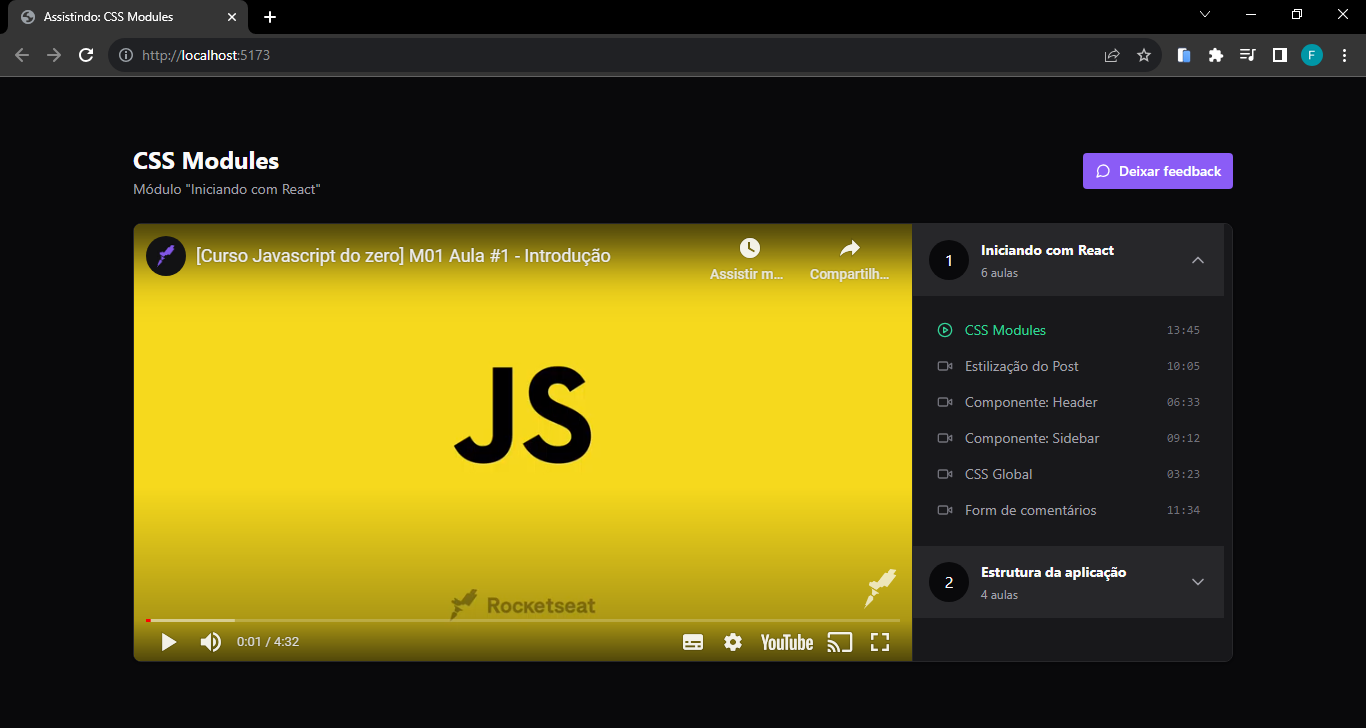 Assistindo: CSS Modules
http://localhost:5173
F
CSS Modules
Módulo "Iniciando com React"
Deixar feedback
[Curso Javascript do zero] M01 Aula #1 - Introdução
Assistir m...
Compartilh...
JS
Rocketseat
0:01 / 4:32
YouTube
1
Iniciando com React
6 aulas
CSS Modules 13:45
Estilização do Post 10:05
Componente: Header 06:33
Componente: Sidebar 09:12
CSS Global 03:23
Form de comentários 11:34
2
Estrutura da aplicação
4 aulas